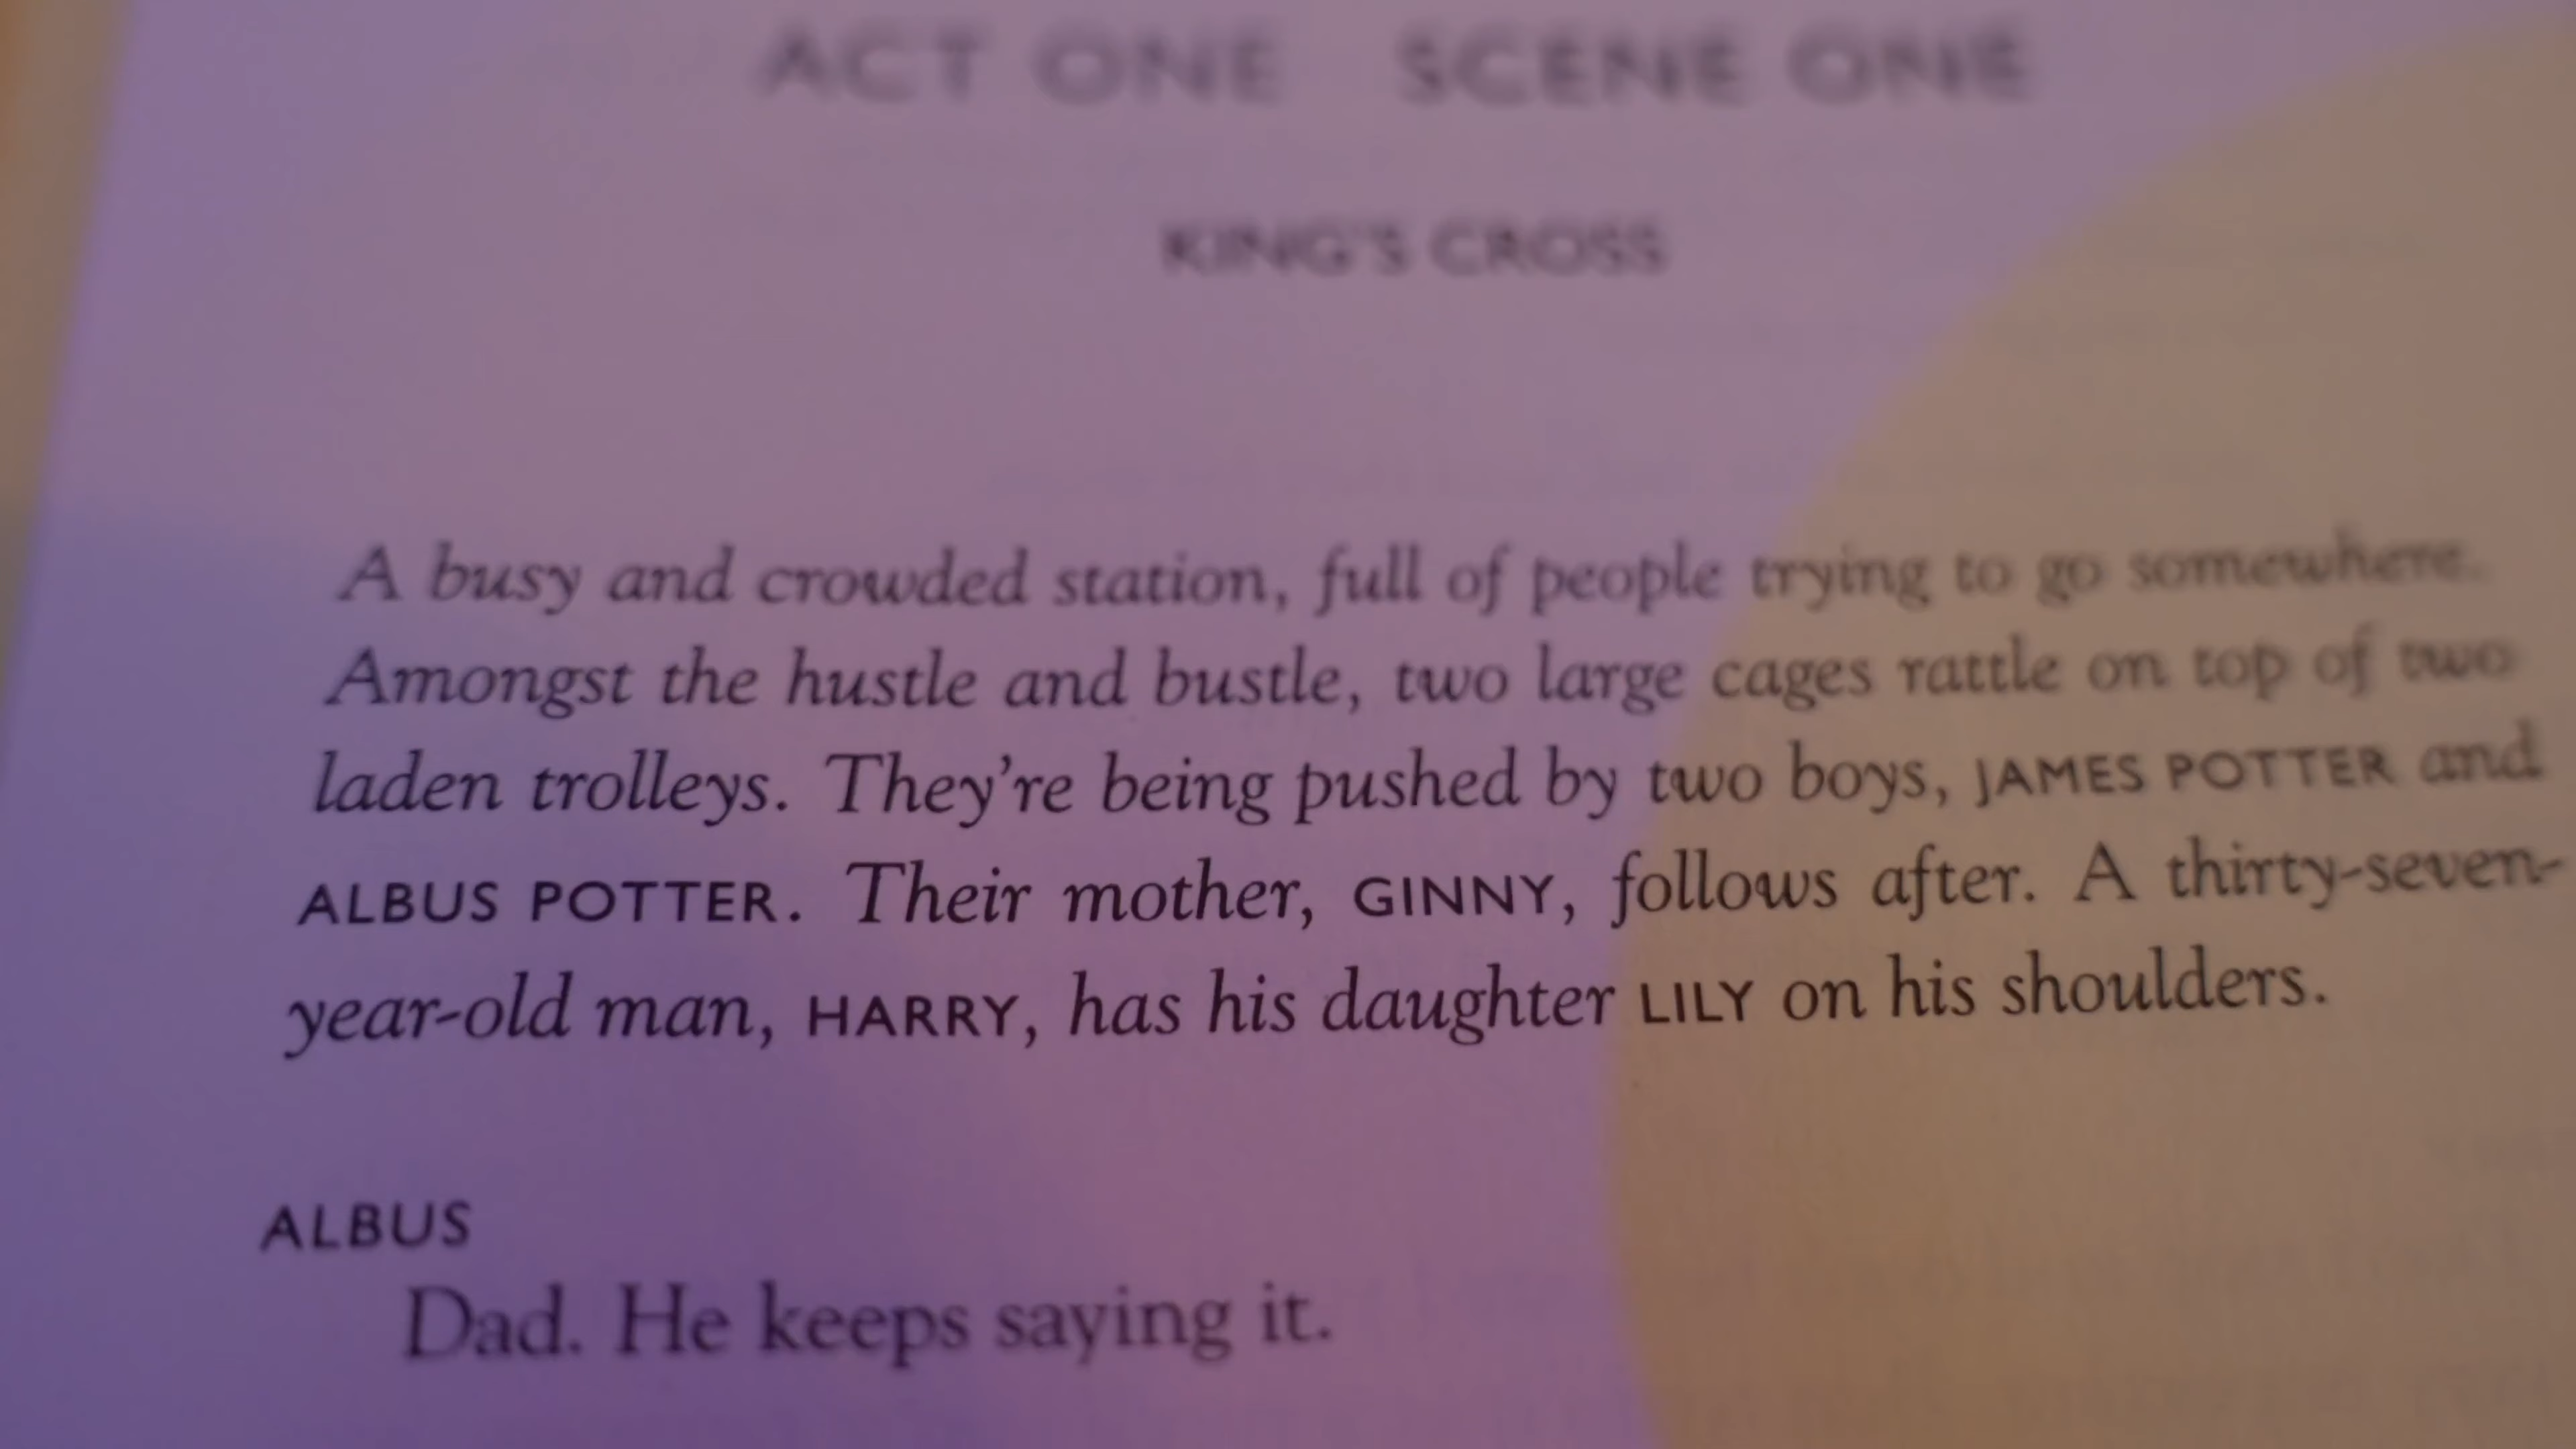 ACT ONE SCENE ONE
KING'S CROSS
A busy and crowded station, full of people trying to go somewhere.
Amongst the hustle and bustle, two large cages rattle on top of two
laden trolleys. They're being pushed by two boys, JAMES POTTER and
ALBUS POTTER. Their mother, GINNY, follows after. A thirty-seven-
year-old man, HARRY, has his daughter LILY on his shoulders.
ALBUS
Dad. He keeps saying it.